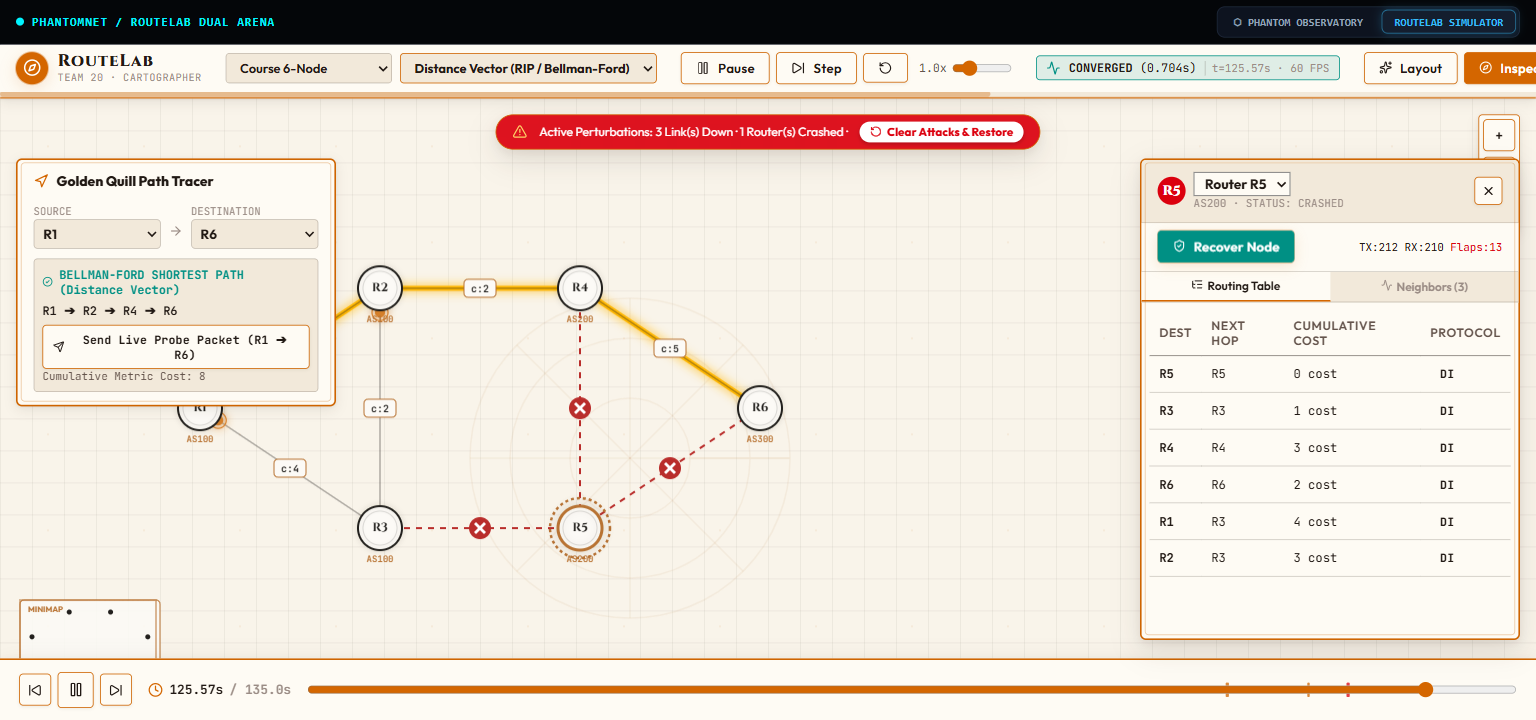 PHANTOMNET / ROUTELAB DUAL ARENA
PHANTOM OBSERVATORY
ROUTELAB SIMULATOR
ROUTELAB
TEAM 20 · CARTOGRAPHER
Course 6-Node
Distance Vector (RIP / Bellman-Ford)
Pause
Step
1.0x
CONVERGED (0.704s)
t=125.57s · 60 FPS
Layout
Inspe
Active Perturbations: 3 Link(s) Down · 1 Router(s) Crashed ·
Clear Attacks & Restore
+
Golden Quill Path Tracer
SOURCE
DESTINATION
R1
→
R6
BELLMAN-FORD SHORTEST PATH
(Distance Vector)
R1 ➔ R2 ➔ R4 ➔ R6
Send Live Probe Packet (R1 ➔
R6)
Cumulative Metric Cost: 8
R2
AS100
c:2
R4
AS200
c:5
R6
AS300
c:2
R1
AS100
c:4
R3
AS100
R5
AS200
R5
Router R5
AS200 · STATUS: CRASHED
Recover Node
TX:212 RX:210 Flaps:13
Routing Table
Neighbors (3)
DEST NEXT HOP CUMULATIVE COST PROTOCOL
R5 R5 0 cost DI
R3 R3 1 cost DI
R4 R4 3 cost DI
R6 R6 2 cost DI
R1 R3 4 cost DI
R2 R3 3 cost DI
MINIMAP
125.57s / 135.0s